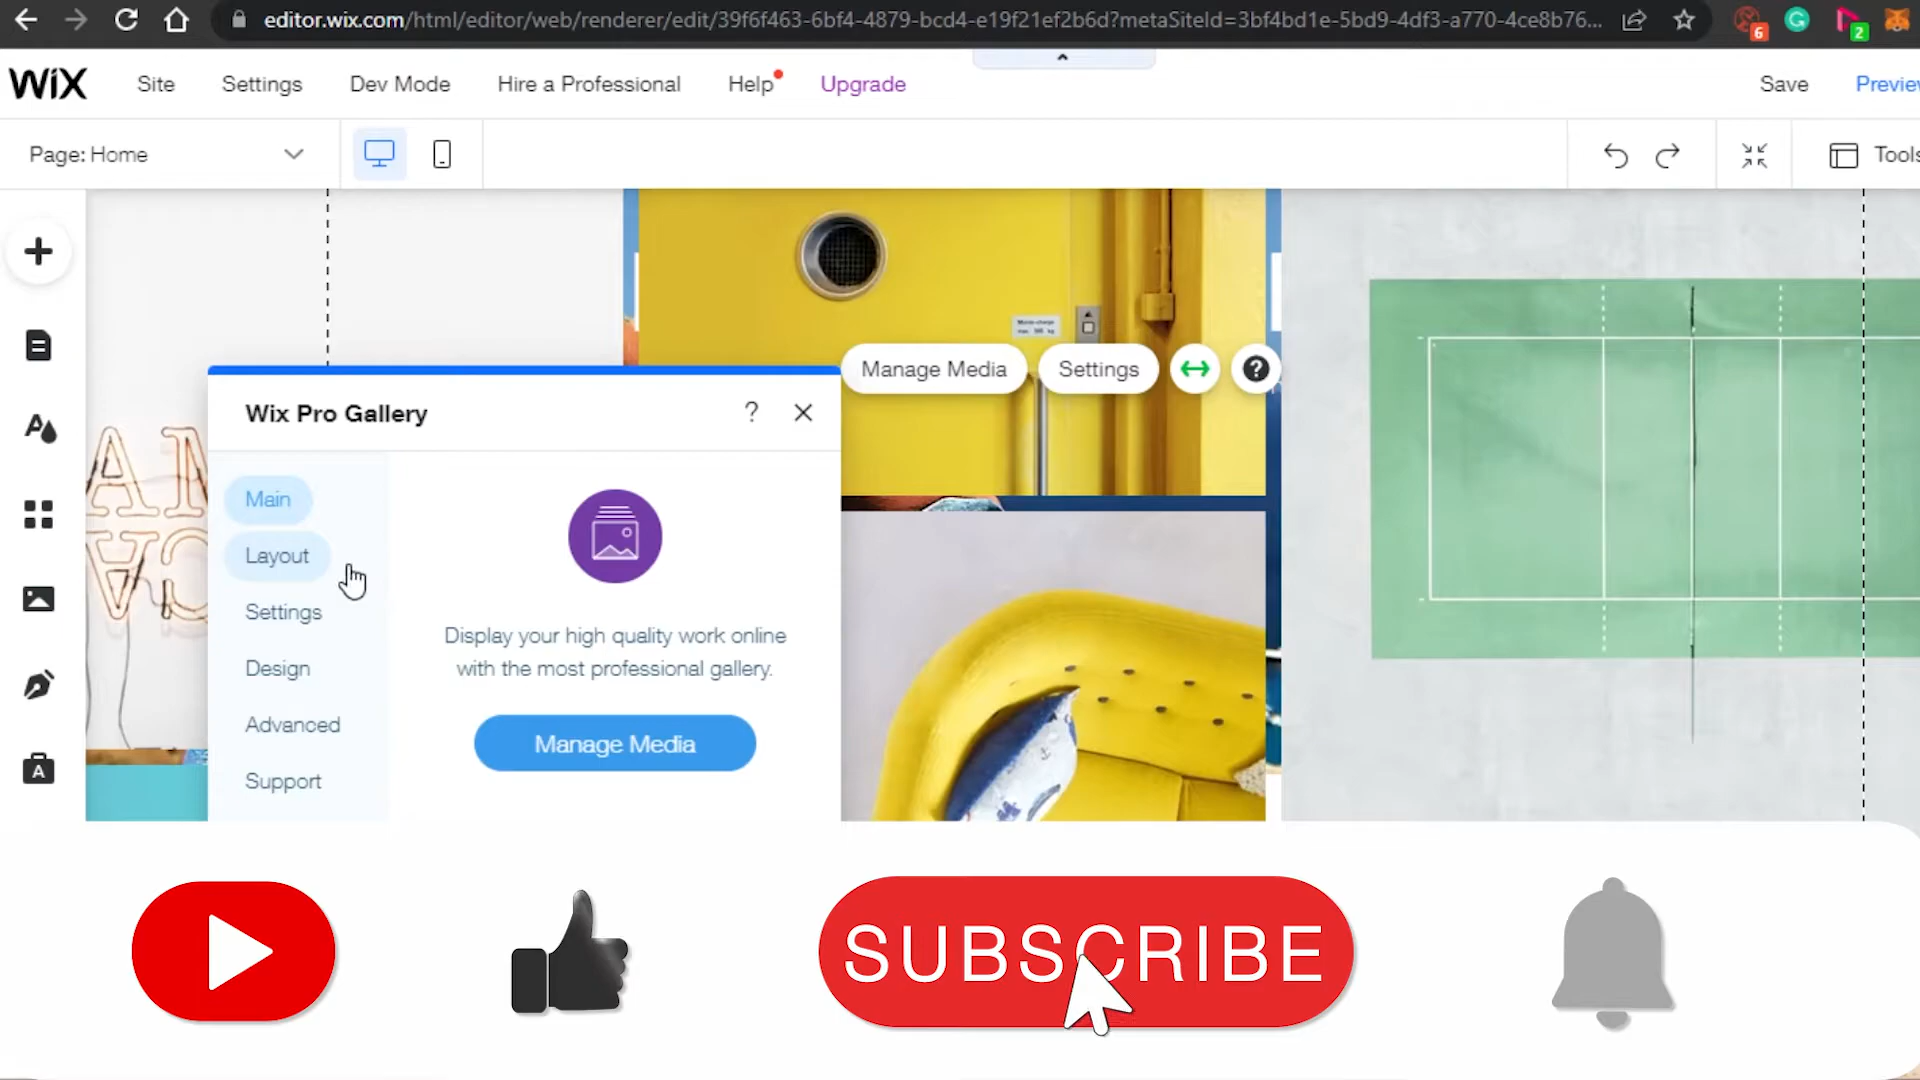 editor.wix.com/html/editor/web/renderer/edit/39f6f463-6bf4-4879-bcd4-e19f21ef2b6d?metaSiteId=3bf4bd1e-5bd9-4df3-a770-4ce8b76...
6
2
WiX
Site
Settings
Dev Mode
Hire a Professional
Help
Upgrade
Save
Preview
Page: Home
Tools
Manage Media
Settings
?
Wix Pro Gallery
?
Main
Layout
Settings
Design
Advanced
Support
Display your high quality work online
with the most professional gallery.
Manage Media
A
SUBSCRIBE